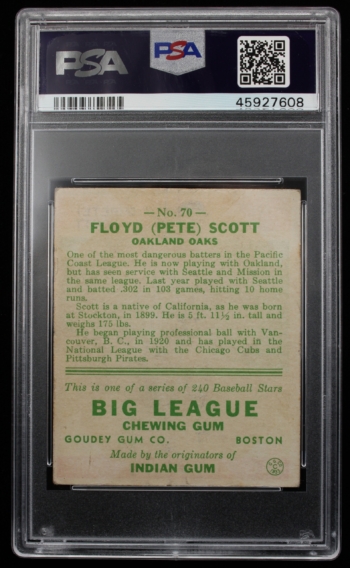 PSA
PSA
45927608
— No. 70 —
FLOYD (PETE) SCOTT
OAKLAND OAKS
One of the most dangerous batters in the Pacific
Coast League. He is now playing with Oakland,
but has seen service with Seattle and Mission in
the same league. Last year played with Seattle
and batted .302 in 103 games, hitting 10 home
runs.
Scott is a native of California, as he was born
at Stockton, in 1899. He is 5 ft. 11½ in. tall and
weighs 175 lbs.
He began playing professional ball with Van-
couver, B. C., in 1920 and has played in the
National League with the Chicago Cubs and
Pittsburgh Pirates.
This is one of a series of 240 Baseball Stars
BIG LEAGUE
CHEWING GUM
GOUDEY GUM CO. BOSTON
Made by the originators of
INDIAN GUM